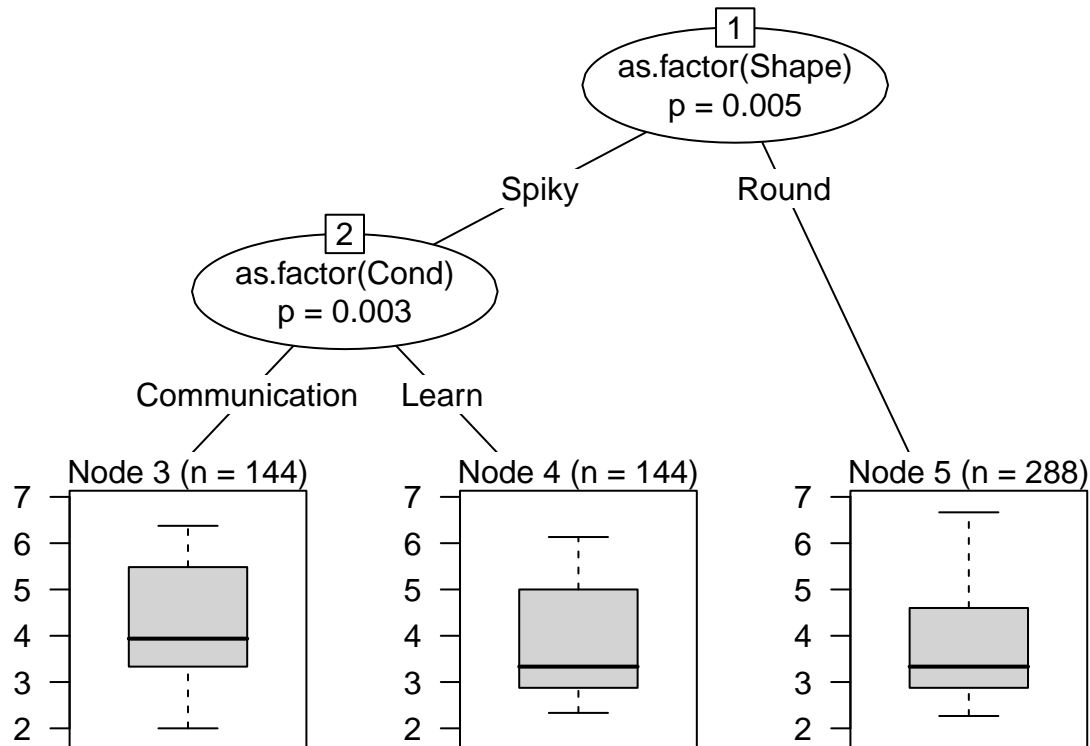 1
as.factor(Shape)
p = 0.005
Spiky
Round
2
as.factor(Cond)
p = 0.003
Communication
Learn
Node 3 (n = 144)
7
6
5
4
3
2
Node 4 (n = 144)
7
6
5
4
3
2
Node 5 (n = 288)
7
6
5
4
3
2